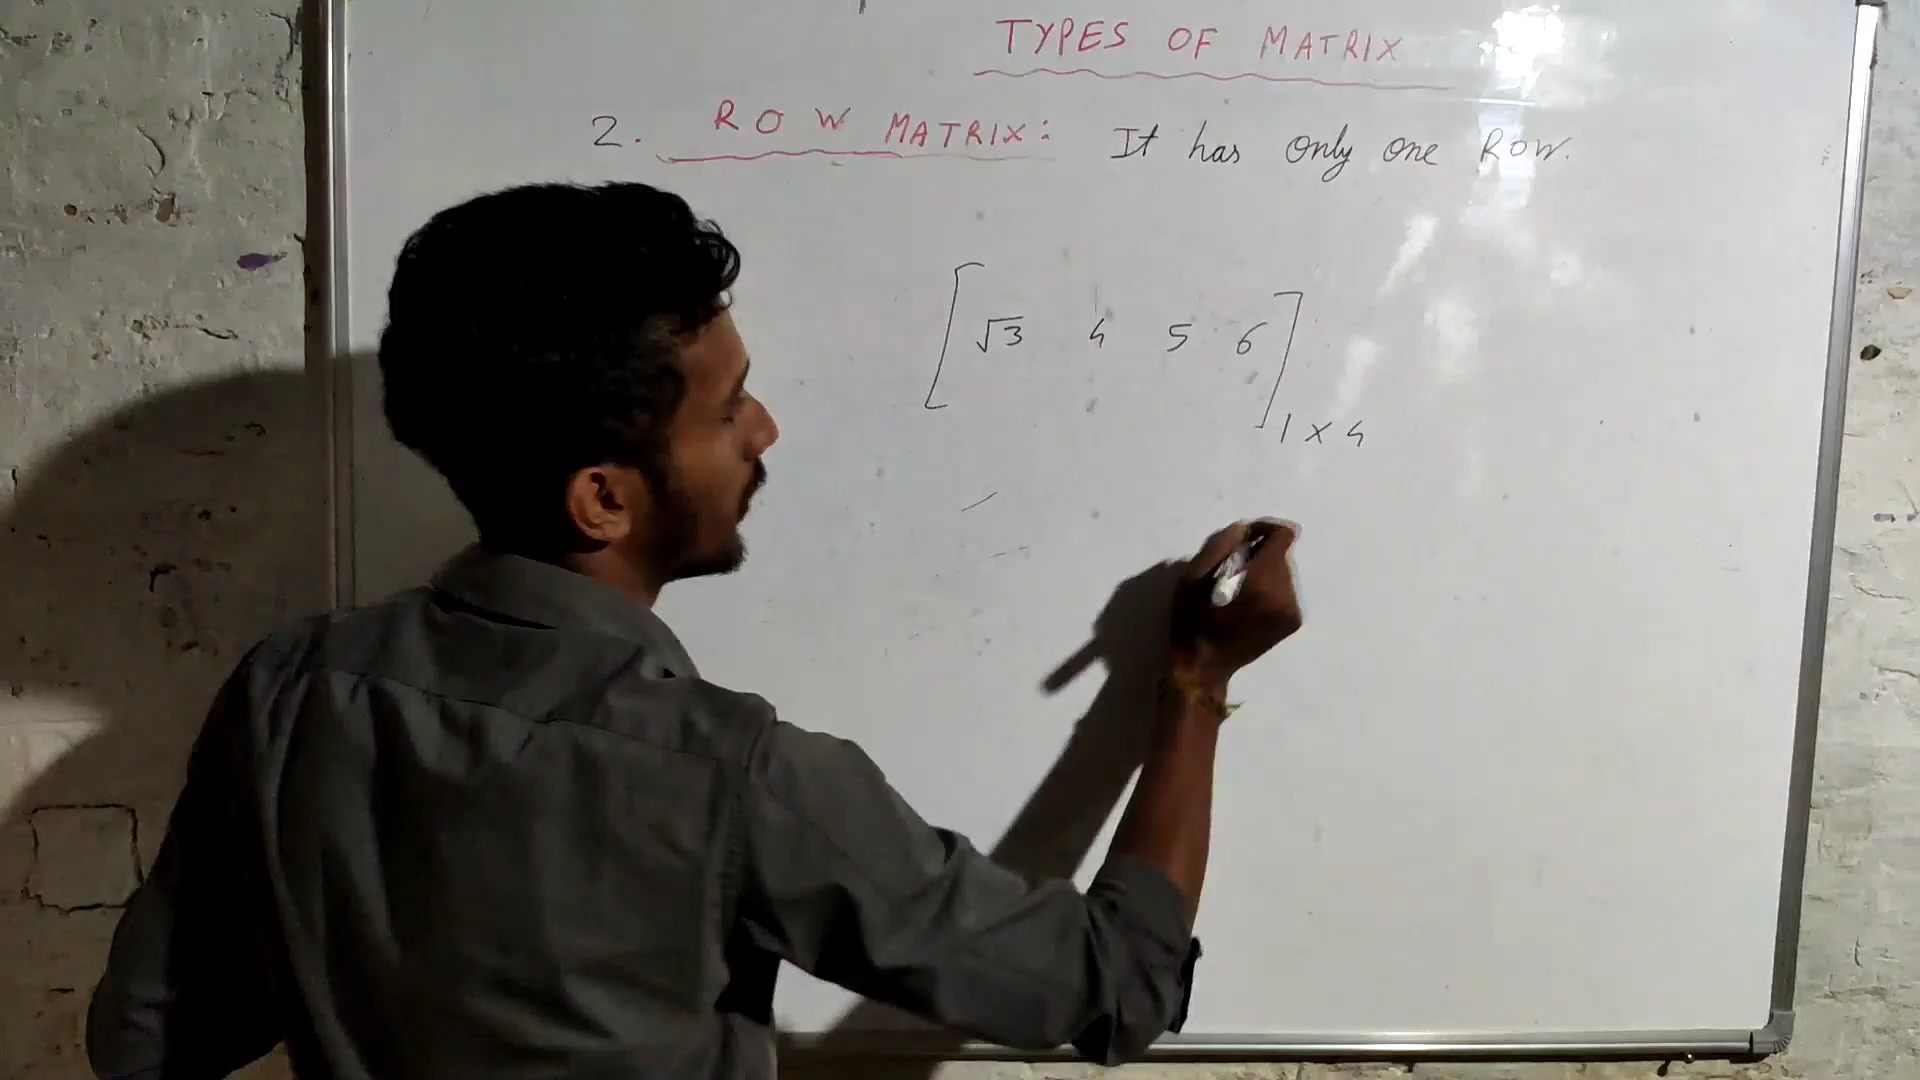 TYPES OF MATRIX
2. ROW MATRIX: It has only one Row.
[√3 4 5 6]
1 x 4